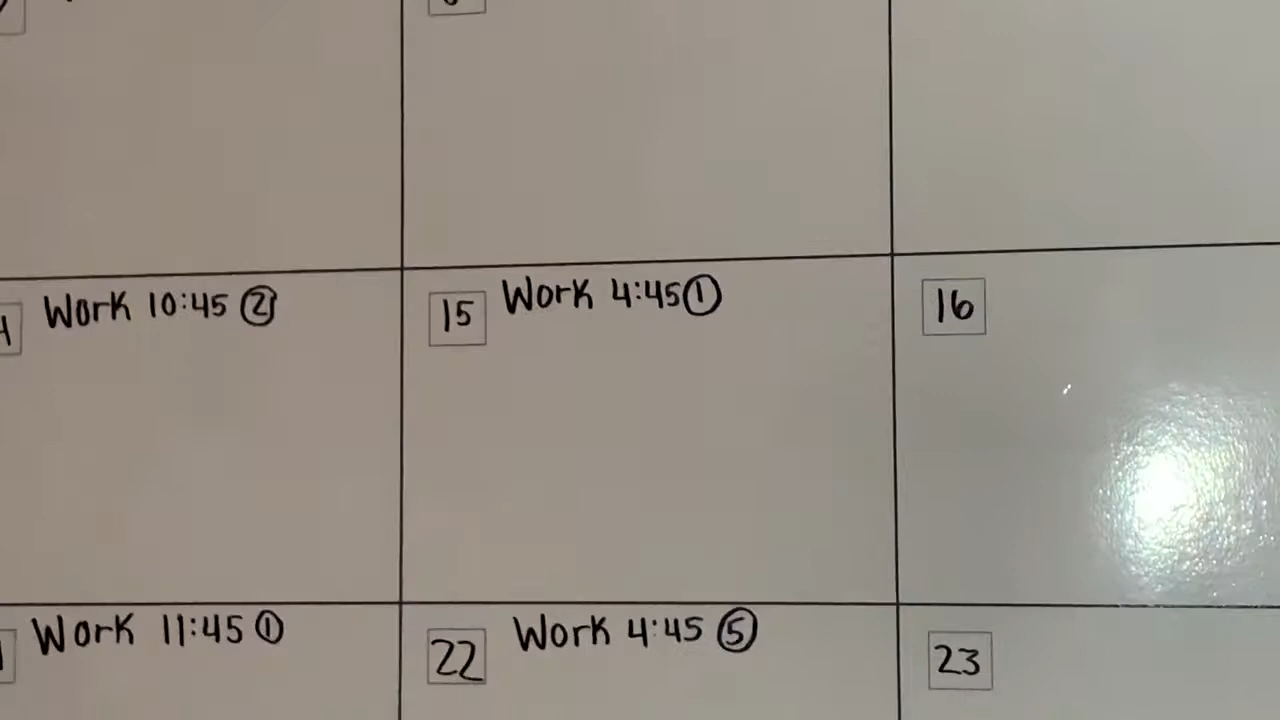 Work 10:45 ②
15 Work 4:45 ①
16
Work 11:45 ①
22 Work 4:45 ⑤
23